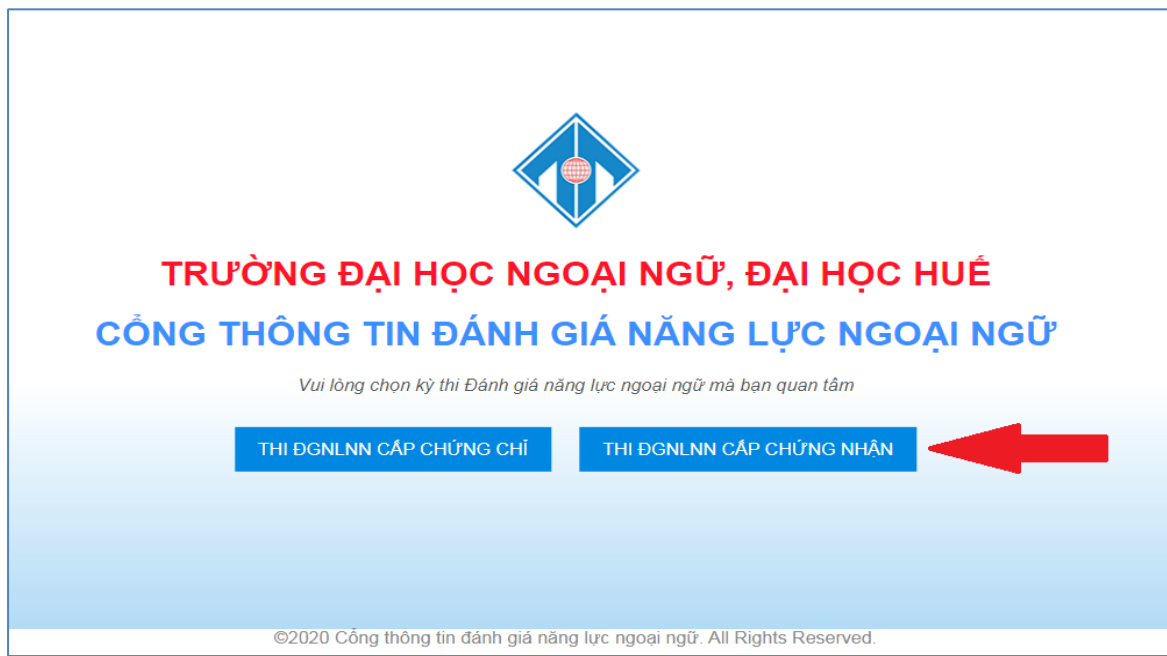 TRƯỜNG ĐẠI HỌC NGOẠI NGỮ, ĐẠI HỌC HUẾ
CỔNG THÔNG TIN ĐÁNH GIÁ NĂNG LỰC NGOẠI NGỮ
Vui lòng chọn kỳ thi Đánh giá năng lực ngoại ngữ mà bạn quan tâm
THI ĐGNLNN CẤP CHỨNG CHỈ
THI ĐGNLNN CẤP CHỨNG NHẬN
©2020 Cổng thông tin đánh giá năng lực ngoại ngữ. All Rights Reserved.